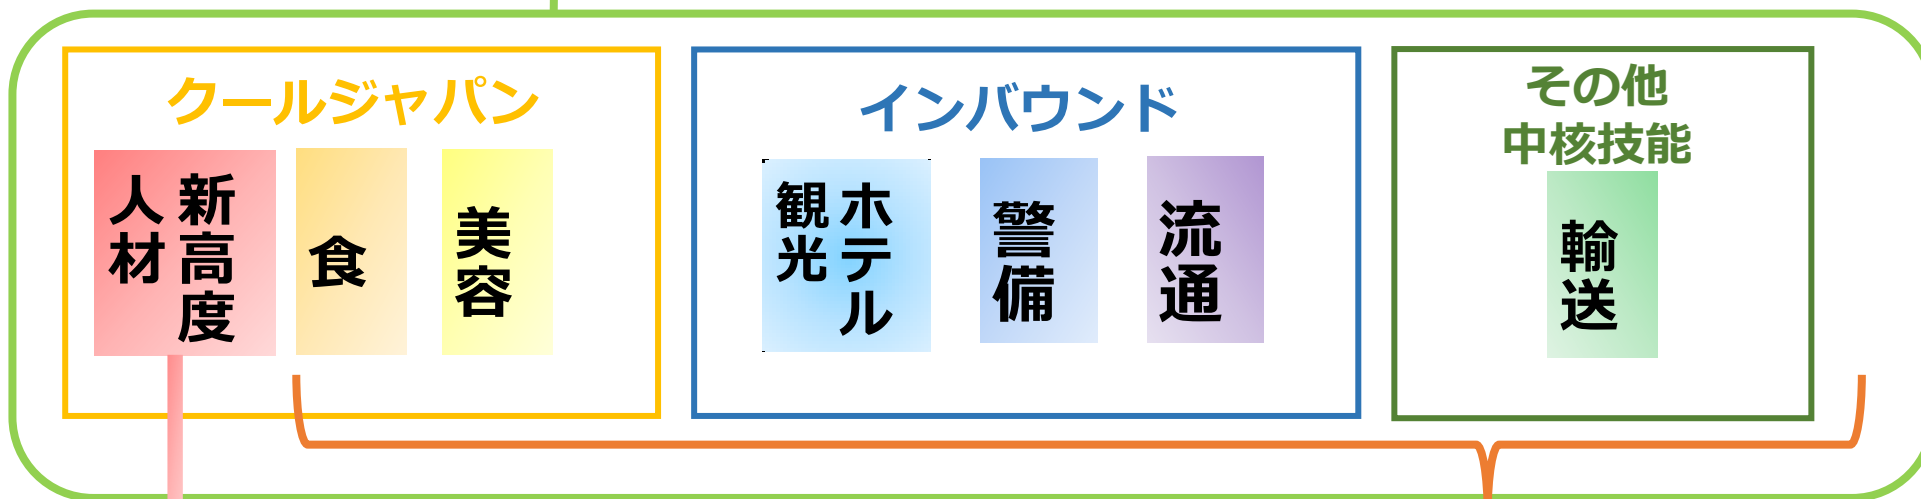 クールジャパン
新高度
人材
食
美容
インバウンド
ホテル
観光
警備
流通
その他
中核技能
輸送